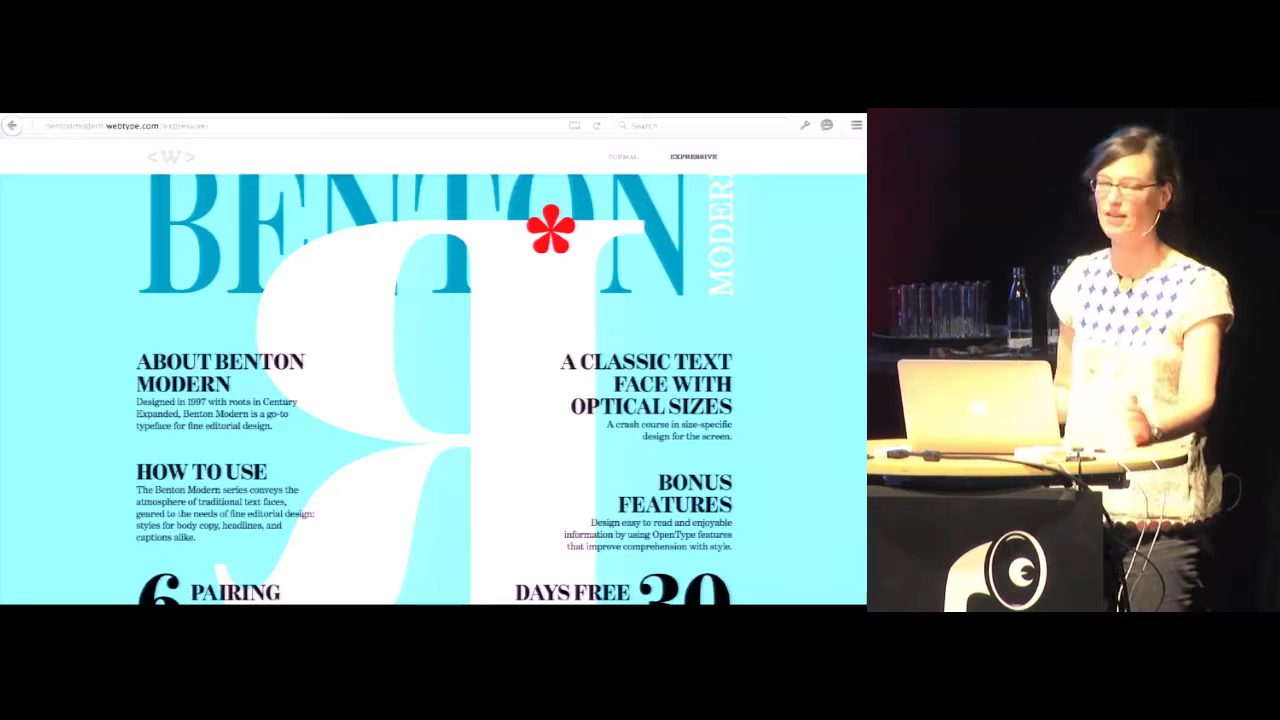 bentonmodern.webtype.com/expressive/
Search
<W>
FORMAL
EXPRESSIVE
BENTON
MODERN
ABOUT BENTON
MODERN
Designed in 1997 with roots in Century
Expanded, Benton Modern is a go-to
typeface for fine editorial design.
HOW TO USE
The Benton Modern series conveys the
atmosphere of traditional text faces,
geared to the needs of fine editorial design:
styles for body copy, headlines, and
captions alike.
6 PAIRING
A CLASSIC TEXT
FACE WITH
OPTICAL SIZES
A crash course in size-specific
design for the screen.
BONUS
FEATURES
Design easy to read and enjoyable
information by using OpenType features
that improve comprehension with style.
DAYS FREE 30